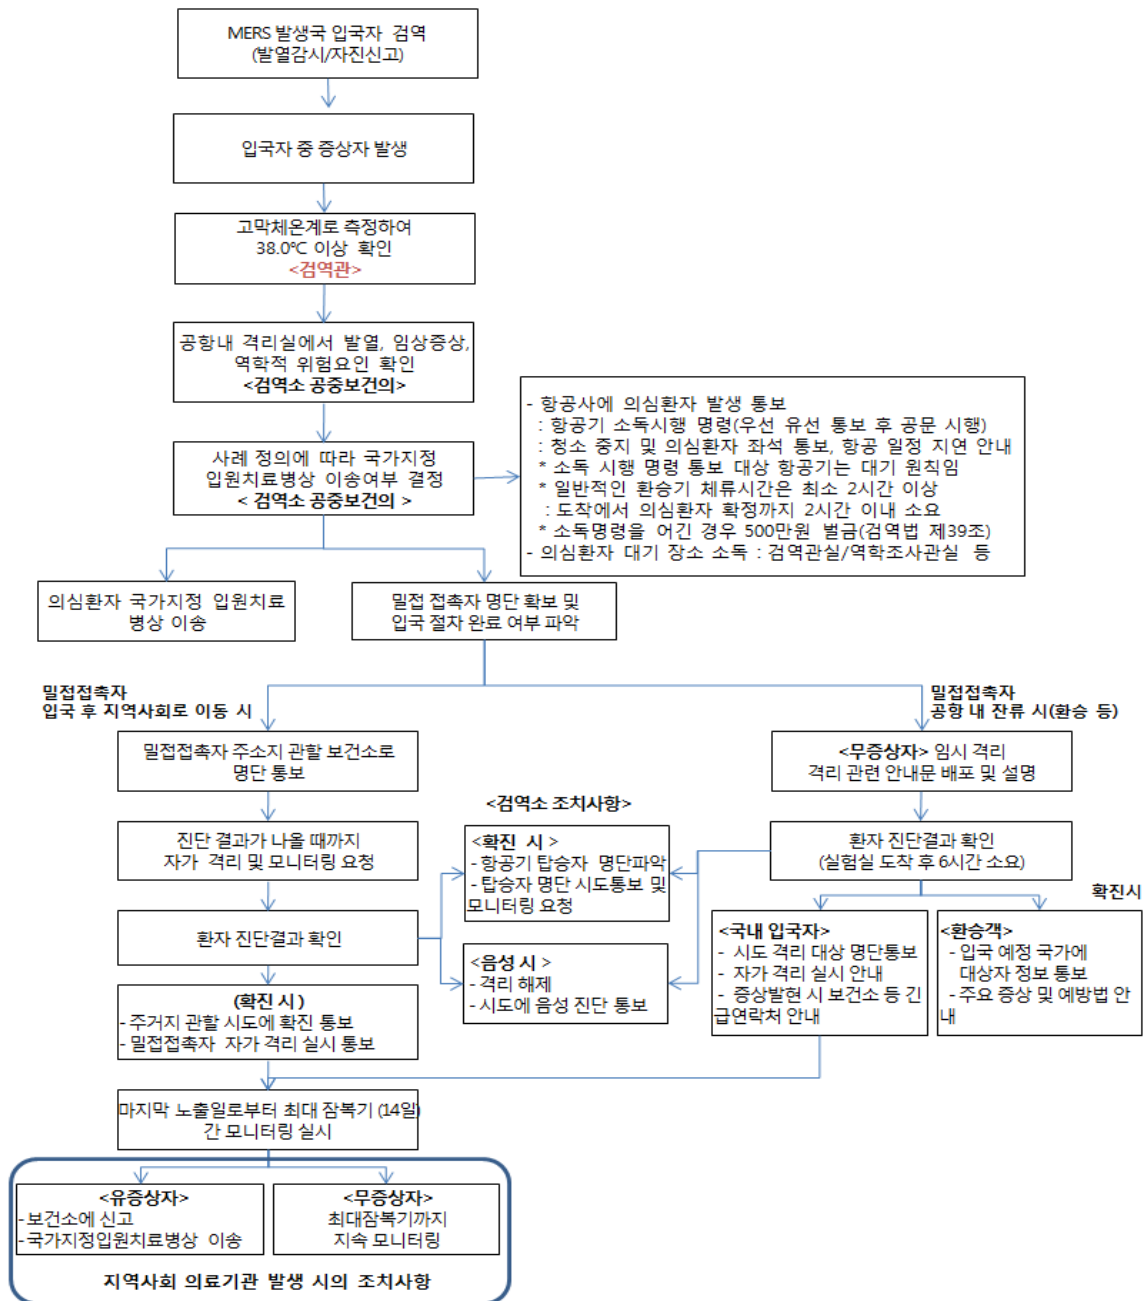 MERS 발생국 입국자 검역
(발열감시/자진신고)
입국자 중 증상자 발생
고막체온계로 측정하여
38.0℃ 이상 확인
<검역관>
공항내 격리실에서 발열, 임상증상,
역학적 위험요인 확인
<검역소 공중보건의>
사례 정의에 따라 국가지정
입원치료병상 이송여부 결정
< 검역소 공중보건의 >
- 항공사에 의심환자 발생 통보
: 항공기 소독시행 명령(우선 유선 통보 후 공문 시행)
: 청소 중지 및 의심환자 좌석 통보, 항공 일정 지연 안내
* 소독 시행 명령 통보 대상 항공기는 대기 원칙임
* 일반적인 환승기 체류시간은 최소 2시간 이상
: 도착에서 의심환자 확정까지 2시간 이내 소요
* 소독명령을 어긴 경우 500만원 벌금(검역법 제39조)
- 의심환자 대기 장소 소독 : 검역관실/역학조사관실 등
의심환자 국가지정 입원치료
병상 이송
밀접 접촉자 명단 확보 및
입국 절차 완료 여부 파악
밀접접촉자
입국 후 지역사회로 이동 시
밀접접촉자
공항 내 잔류 시(환승 등)
밀접접촉자 주소지 관할 보건소로
명단 통보
<무증상자> 임시 격리
격리 관련 안내문 배포 및 설명
진단 결과가 나올 때까지
자가 격리 및 모니터링 요청
<검역소 조치사항>
<확진 시 >
- 항공기 탑승자 명단파악
- 탑승자 명단 시도통보 및
모니터링 요청
환자 진단결과 확인
(실험실 도착 후 6시간 소요)
확진시
환자 진단결과 확인
<음성 시 >
- 격리 해제
- 시도에 음성 진단 통보
<국내 입국자>
- 시도 격리 대상 명단통보
- 자가 격리 실시 안내
- 증상발현 시 보건소 등 긴
급연락처 안내
<환승객>
- 입국 예정 국가에
대상자 정보 통보
- 주요 증상 및 예방법 안
내
(확진 시 )
- 주거지 관할 시도에 확진 통보
- 밀접접촉자 자가 격리 실시 통보
마지막 노출일로부터 최대 잠복기 (14일)
간 모니터링 실시
<유증상자>
- 보건소에 신고
- 국가지정입원치료병상 이송
<무증상자>
최대잠복기까지
지속 모니터링
지역사회 의료기관 발생 시의 조치사항